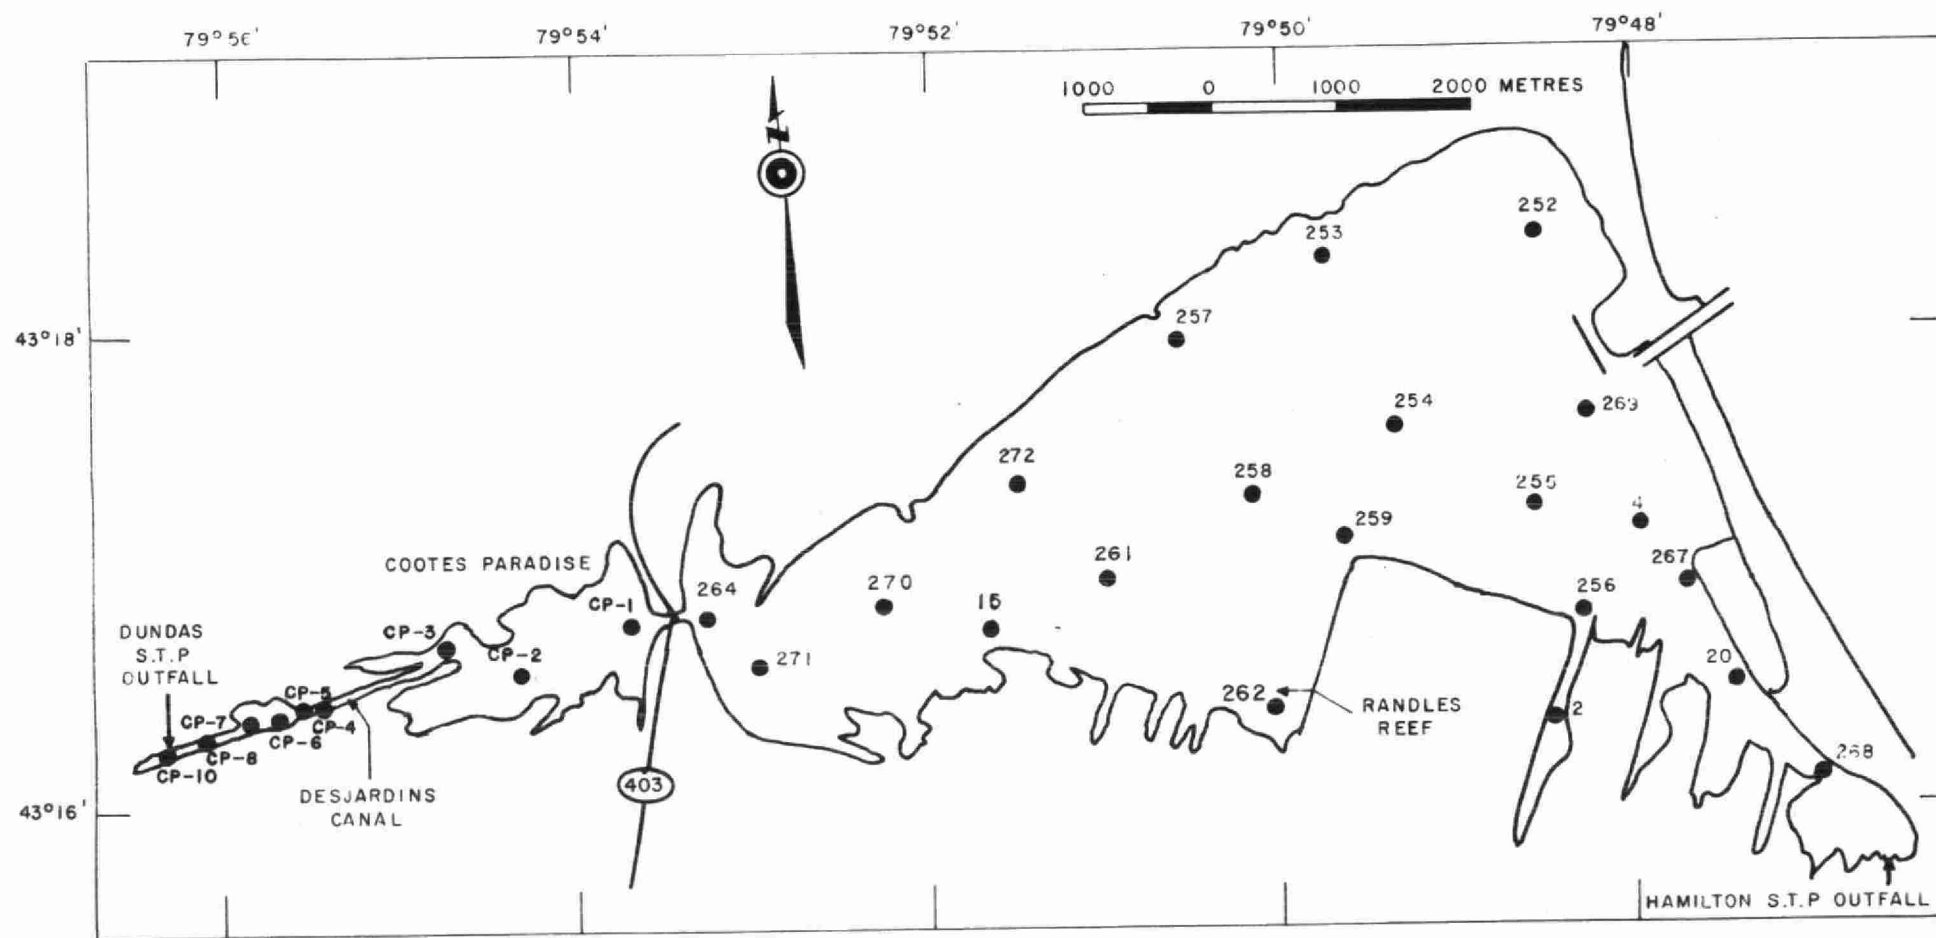 79°56'
79°54'
79°52'
79°50'
79°48'
1000 0 1000 2000 METRES
N
252
253
257
43°18'
254
269
272
258
255
4
259
COOTES PARADISE
261
267
270
256
264
CP-1
15
DUNDAS
S.T.P
OUTFALL
CP-3
CP-2
271
20
262
RANDLES
REEF
2
CP-5
CP-7
CP-4
CP-6
CP-8
CP-10
268
403
DESJARDINS
CANAL
43°16'
HAMILTON S.T.P OUTFALL